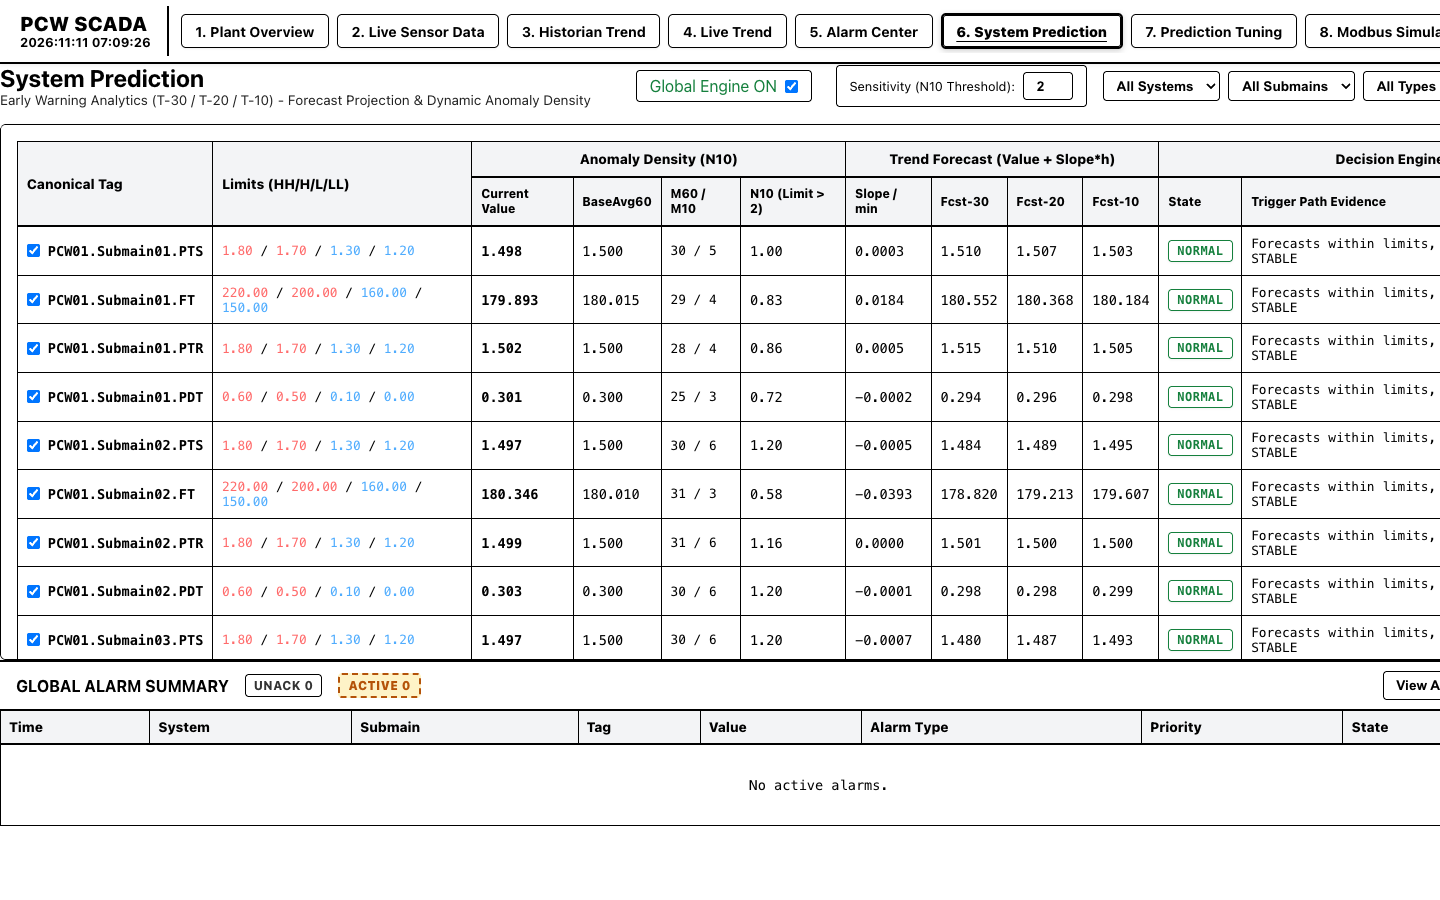 PCW SCADA
2026:11:11 07:09:26
1. Plant Overview
2. Live Sensor Data
3. Historian Trend
4. Live Trend
5. Alarm Center
6. System Prediction
7. Prediction Tuning
8. Modbus Simula
System Prediction
Early Warning Analytics (T-30 / T-20 / T-10) - Forecast Projection & Dynamic Anomaly Density
Global Engine ON
Sensitivity (N10 Threshold): 2
All Systems
All Submains
All Types
Canonical Tag
Limits (HH/H/L/LL)
Anomaly Density (N10)
Trend Forecast (Value + Slope*h)
Decision Engine
Current Value
BaseAvg60
M60 / M10
N10 (Limit > 2)
Slope / min
Fcst-30
Fcst-20
Fcst-10
State
Trigger Path Evidence
PCW01.Submain01.PTS 1.80 / 1.70 / 1.30 / 1.20 1.498 1.500 30 / 5 1.00 0.0003 1.510 1.507 1.503 NORMAL Forecasts within limits, STABLE
PCW01.Submain01.FT 220.00 / 200.00 / 160.00 / 150.00 179.893 180.015 29 / 4 0.83 0.0184 180.552 180.368 180.184 NORMAL Forecasts within limits, STABLE
PCW01.Submain01.PTR 1.80 / 1.70 / 1.30 / 1.20 1.502 1.500 28 / 4 0.86 0.0005 1.515 1.510 1.505 NORMAL Forecasts within limits, STABLE
PCW01.Submain01.PDT 0.60 / 0.50 / 0.10 / 0.00 0.301 0.300 25 / 3 0.72 −0.0002 0.294 0.296 0.298 NORMAL Forecasts within limits, STABLE
PCW01.Submain02.PTS 1.80 / 1.70 / 1.30 / 1.20 1.497 1.500 30 / 6 1.20 −0.0005 1.484 1.489 1.495 NORMAL Forecasts within limits, STABLE
PCW01.Submain02.FT 220.00 / 200.00 / 160.00 / 150.00 180.346 180.010 31 / 3 0.58 −0.0393 178.820 179.213 179.607 NORMAL Forecasts within limits, STABLE
PCW01.Submain02.PTR 1.80 / 1.70 / 1.30 / 1.20 1.499 1.500 31 / 6 1.16 0.0000 1.501 1.500 1.500 NORMAL Forecasts within limits, STABLE
PCW01.Submain02.PDT 0.60 / 0.50 / 0.10 / 0.00 0.303 0.300 30 / 6 1.20 −0.0001 0.298 0.298 0.299 NORMAL Forecasts within limits, STABLE
PCW01.Submain03.PTS 1.80 / 1.70 / 1.30 / 1.20 1.497 1.500 30 / 6 1.20 −0.0007 1.480 1.487 1.493 NORMAL Forecasts within limits, STABLE
GLOBAL ALARM SUMMARY
UNACK 0
ACTIVE 0
View A
Time System Submain Tag Value Alarm Type Priority State
No active alarms.